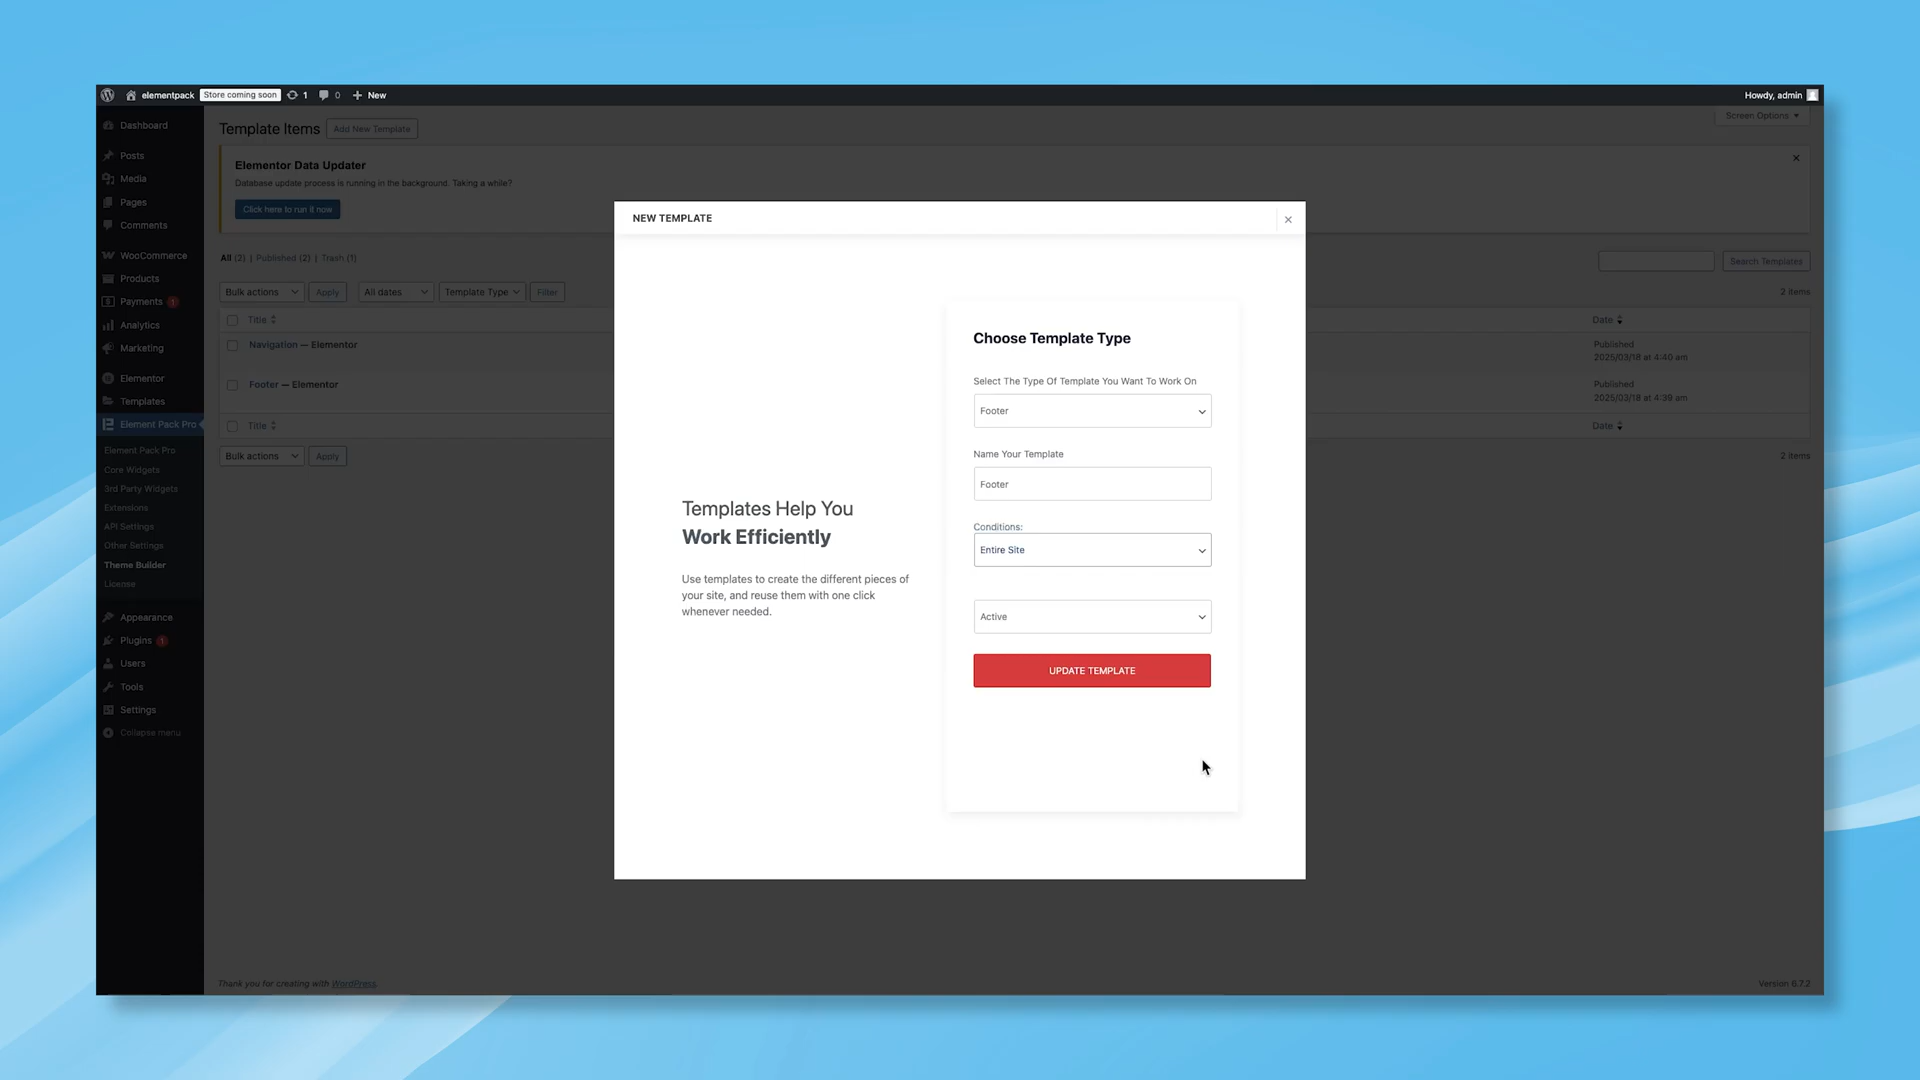 elementpack Store coming soon 1 0 New Howdy, admin
Dashboard
Posts
Media
Pages
Comments
WooCommerce
Products
Payments 1
Analytics
Marketing
Elementor
Templates
Element Pack Pro
Element Pack Pro
Core Widgets
3rd Party Widgets
Extensions
API Settings
Other Settings
Theme Builder
License
Appearance
Plugins 1
Users
Tools
Settings
Collapse menu
Template Items Add New Template Screen Options
Elementor Data Updater
Database update process is running in the background. Taking a while?
Click here to run it now
All (2) | Published (2) | Trash (1)
Search Templates
Bulk actions Apply All dates Template Type Filter 2 items
Title Date
Navigation — Elementor Published
2025/03/18 at 4:40 am
Footer — Elementor Published
2025/03/18 at 4:39 am
Title Date
Bulk actions Apply 2 items
NEW TEMPLATE
Templates Help You
Work Efficiently
Use templates to create the different pieces of
your site, and reuse them with one click
whenever needed.
Choose Template Type
Select The Type Of Template You Want To Work On
Footer
Name Your Template
Footer
Conditions:
Entire Site
Active
UPDATE TEMPLATE
Thank you for creating with WordPress. Version 6.7.2